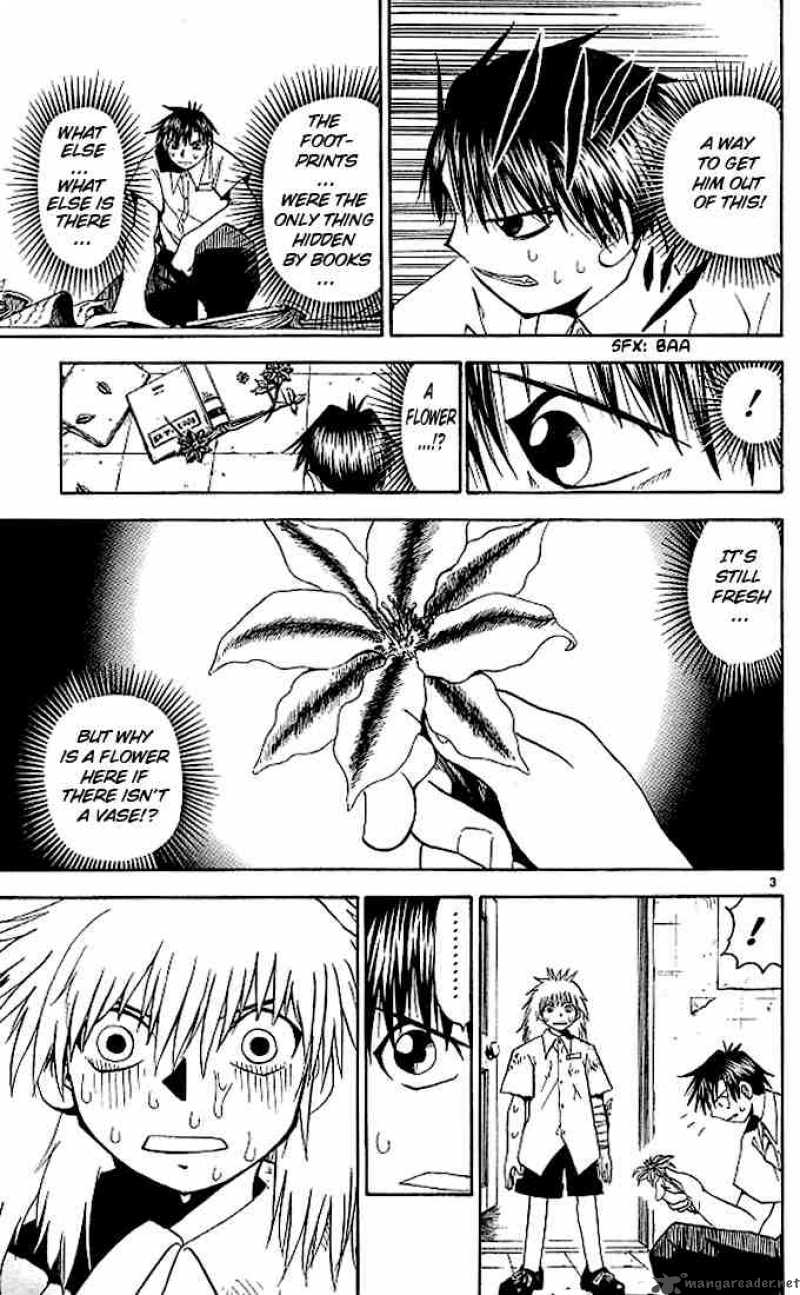 A WAY
TO GET
HIM OUT
OF THIS!
SFX: BAA
THE
FOOT-
PRINTS
...
WERE THE
ONLY THING
HIDDEN
BY BOOKS
...
WHAT
ELSE
...
WHAT
ELSE IS
THERE
...
!
A
FLOWER
....!?
IT'S
STILL
FRESH
...
BUT WHY
IS A FLOWER
HERE IF
THERE ISN'T
A VASE!?
3
!
........
mangareader.net